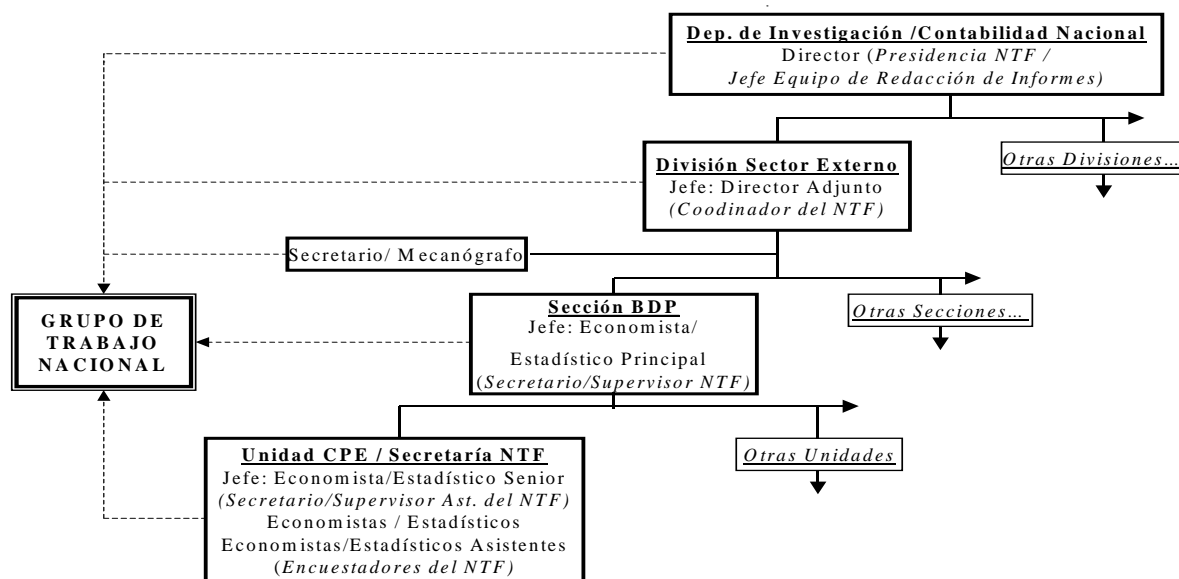 Dep. de Investigación /Contabilidad Nacional
Director (Presidencia NTF /
Jefe Equipo de Redacción de Informes)
División Sector Externo
Jefe: Director Adjunto
(Coodinador del NTF)
Otras Divisiones...
Secretario/ Mecanógrafo
Sección BDP
Jefe: Economista/
Estadístico Principal
(Secretario/Supervisor NTF)
Otras Secciones...
GRUPO DE
TRABAJO
NACIONAL
Unidad CPE / Secretaría NTF
Jefe: Economista/Estadístico Senior
(Secretario/Supervisor Ast. del NTF)
Economistas / Estadísticos
Economistas/Estadísticos Asistentes
(Encuestadores del NTF)
Otras Unidades